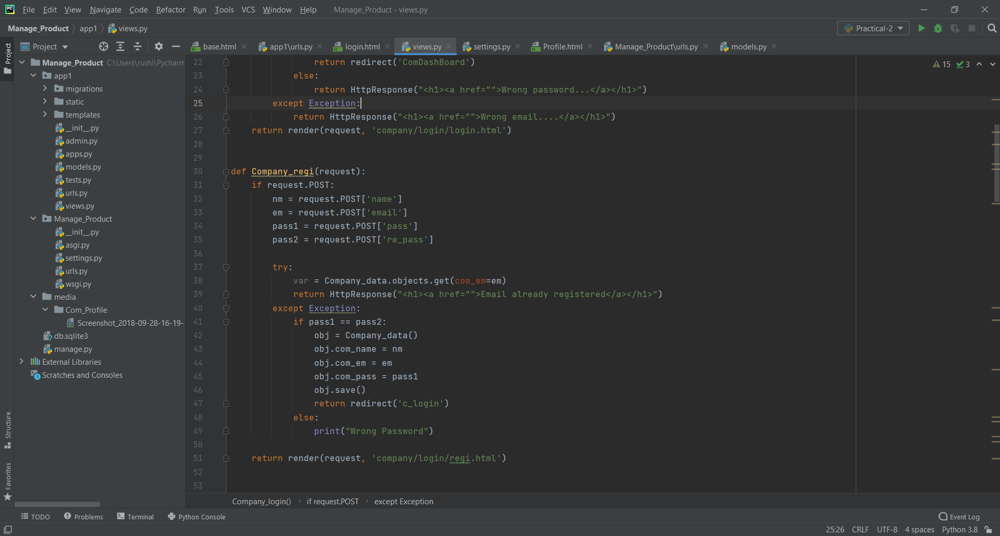 File Edit View Navigate Code Refactor Run Tools VCS Window Help Manage_Product - views.py
Manage_Product app1 views.py Practical-2
Project base.html app1\urls.py login.html views.py settings.py Profile.html Manage_Product\urls.py models.py
Project
Structure
Favorites
Manage_Product C:\Users\rushi\Pycharm
app1
migrations
static
templates
__init__.py
admin.py
apps.py
models.py
tests.py
urls.py
views.py
Manage_Product
__init__.py
asgi.py
settings.py
urls.py
wsgi.py
media
Com_Profile
Screenshot_2018-09-28-16-19-
db.sqlite3
manage.py
External Libraries
Scratches and Consoles
15 3
22 return redirect('ComDashBoard')
23 else:
24 return HttpResponse("<h1><a href="">Wrong password...</a></h1>")
25 except Exception:
26 return HttpResponse("<h1><a href="">Wrong email....</a></h1>")
27 return render(request, 'company/login/login.html')
28
29
30 def Company_regi(request):
31 if request.POST:
32 nm = request.POST['name']
33 em = request.POST['email']
34 pass1 = request.POST['pass']
35 pass2 = request.POST['re_pass']
36
37 try:
38 var = Company_data.objects.get(com_em=em)
39 return HttpResponse("<h1><a href="">Email already registered</a></h1>")
40 except Exception:
41 if pass1 == pass2:
42 obj = Company_data()
43 obj.com_name = nm
44 obj.com_em = em
45 obj.com_pass = pass1
46 obj.save()
47 return redirect('c_login')
48 else:
49 print("Wrong Password")
50
51 return render(request, 'company/login/regi.html')
52
53
Company_login() if request.POST except Exception
TODO Problems Terminal Python Console Event Log
25:26 CRLF UTF-8 4 spaces Python 3.8